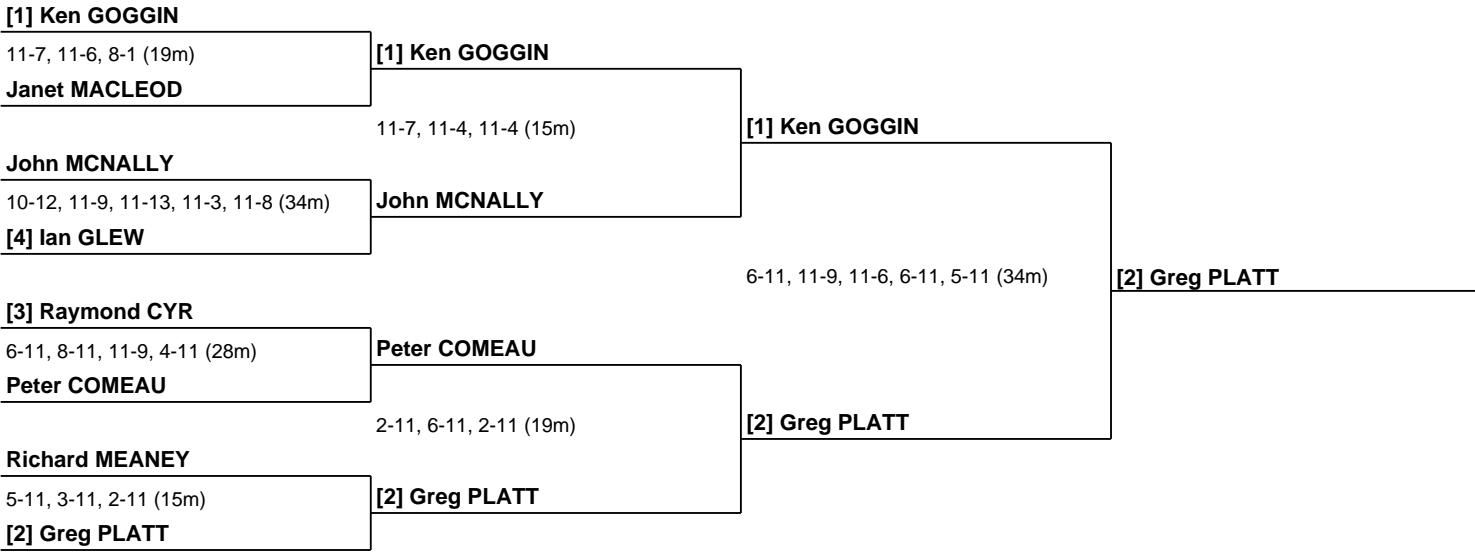 [1] Ken GOGGIN
11-7, 11-6, 8-1 (19m)
[1] Ken GOGGIN
Janet MACLEOD
11-7, 11-4, 11-4 (15m)
[1] Ken GOGGIN
John MCNALLY
10-12, 11-9, 11-13, 11-3, 11-8 (34m)
John MCNALLY
[4] Ian GLEW
6-11, 11-9, 11-6, 6-11, 5-11 (34m)
[2] Greg PLATT
[3] Raymond CYR
6-11, 8-11, 11-9, 4-11 (28m)
Peter COMEAU
Peter COMEAU
2-11, 6-11, 2-11 (19m)
[2] Greg PLATT
Richard MEANEY
5-11, 3-11, 2-11 (15m)
[2] Greg PLATT
[2] Greg PLATT